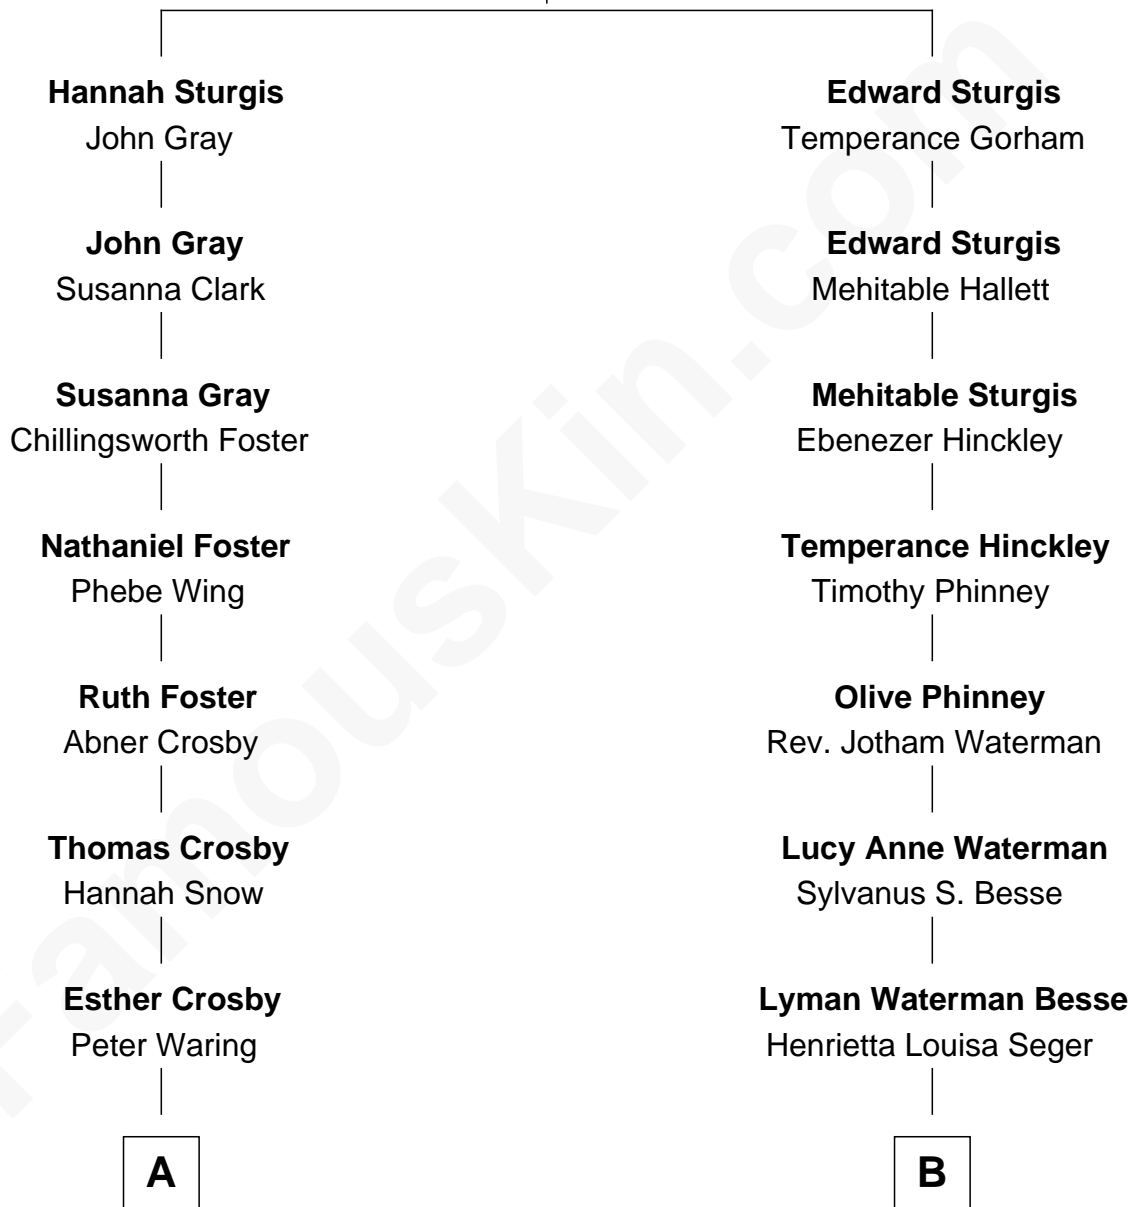 Hannah Sturgis
John Gray
John Gray
Susanna Clark
Susanna Gray
Chillingsworth Foster
Nathaniel Foster
Phebe Wing
Ruth Foster
Abner Crosby
Thomas Crosby
Hannah Snow
Esther Crosby
Peter Waring
A
Edward Sturgis
Temperance Gorham
Edward Sturgis
Mehitable Hallett
Mehitable Sturgis
Ebenezer Hinckley
Temperance Hinckley
Timothy Phinney
Olive Phinney
Rev. Jotham Waterman
Lucy Anne Waterman
Sylvanus S. Besse
Lyman Waterman Besse
Henrietta Louisa Seger
B
FamousKin.com